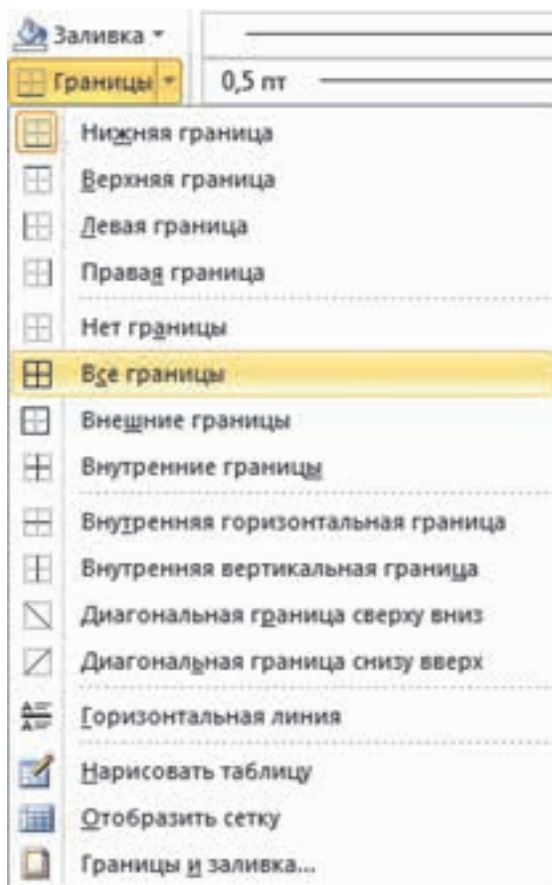 Заливка
Границы 0,5 пт
Нижняя граница
Верхняя граница
Левая граница
Правая граница
Нет границы
Все границы
Внешние границы
Внутренние границы
Внутренняя горизонтальная граница
Внутренняя вертикальная граница
Диагональная граница сверху вниз
Диагональная граница снизу вверх
Горизонтальная линия
Нарисовать таблицу
Отобразить сетку
Границы и заливка...